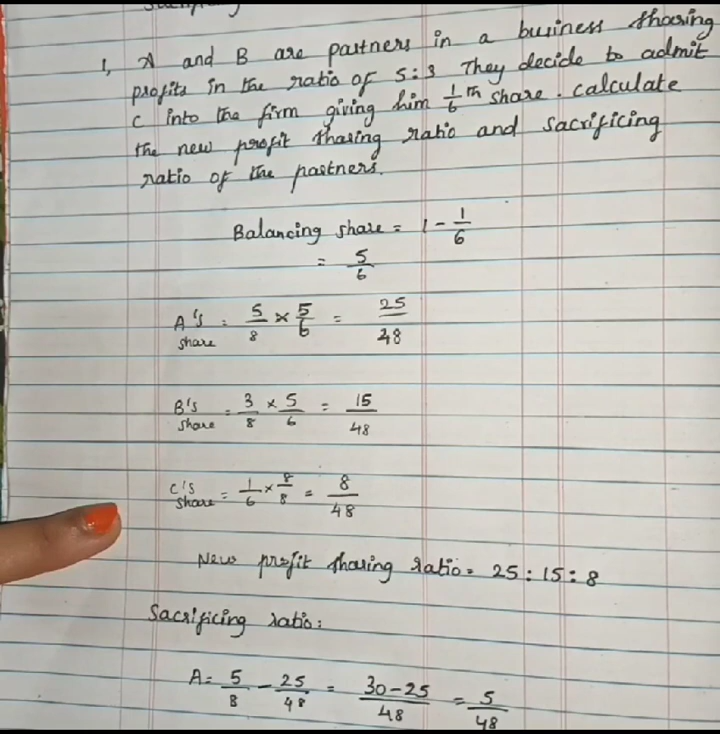 1, A and B are partners in a business sharing
profits in the ratio of 5:3 They decide to admit
C into the firm giving him 1/6 th share. calculate
the new profit sharing ratio and sacrificing
ratio of the partners.
Balancing share = 1 - 1/6
= 5/6
A's share = 5/8 × 5/6 = 25/48
B's share = 3/8 × 5/6 = 15/48
C's share = 1/6 × 8/8 = 8/48
New profit sharing ratio = 25 : 15 : 8
Sacrificing ratio:
A = 5/8 - 25/48 = 30-25/48 = 5/48